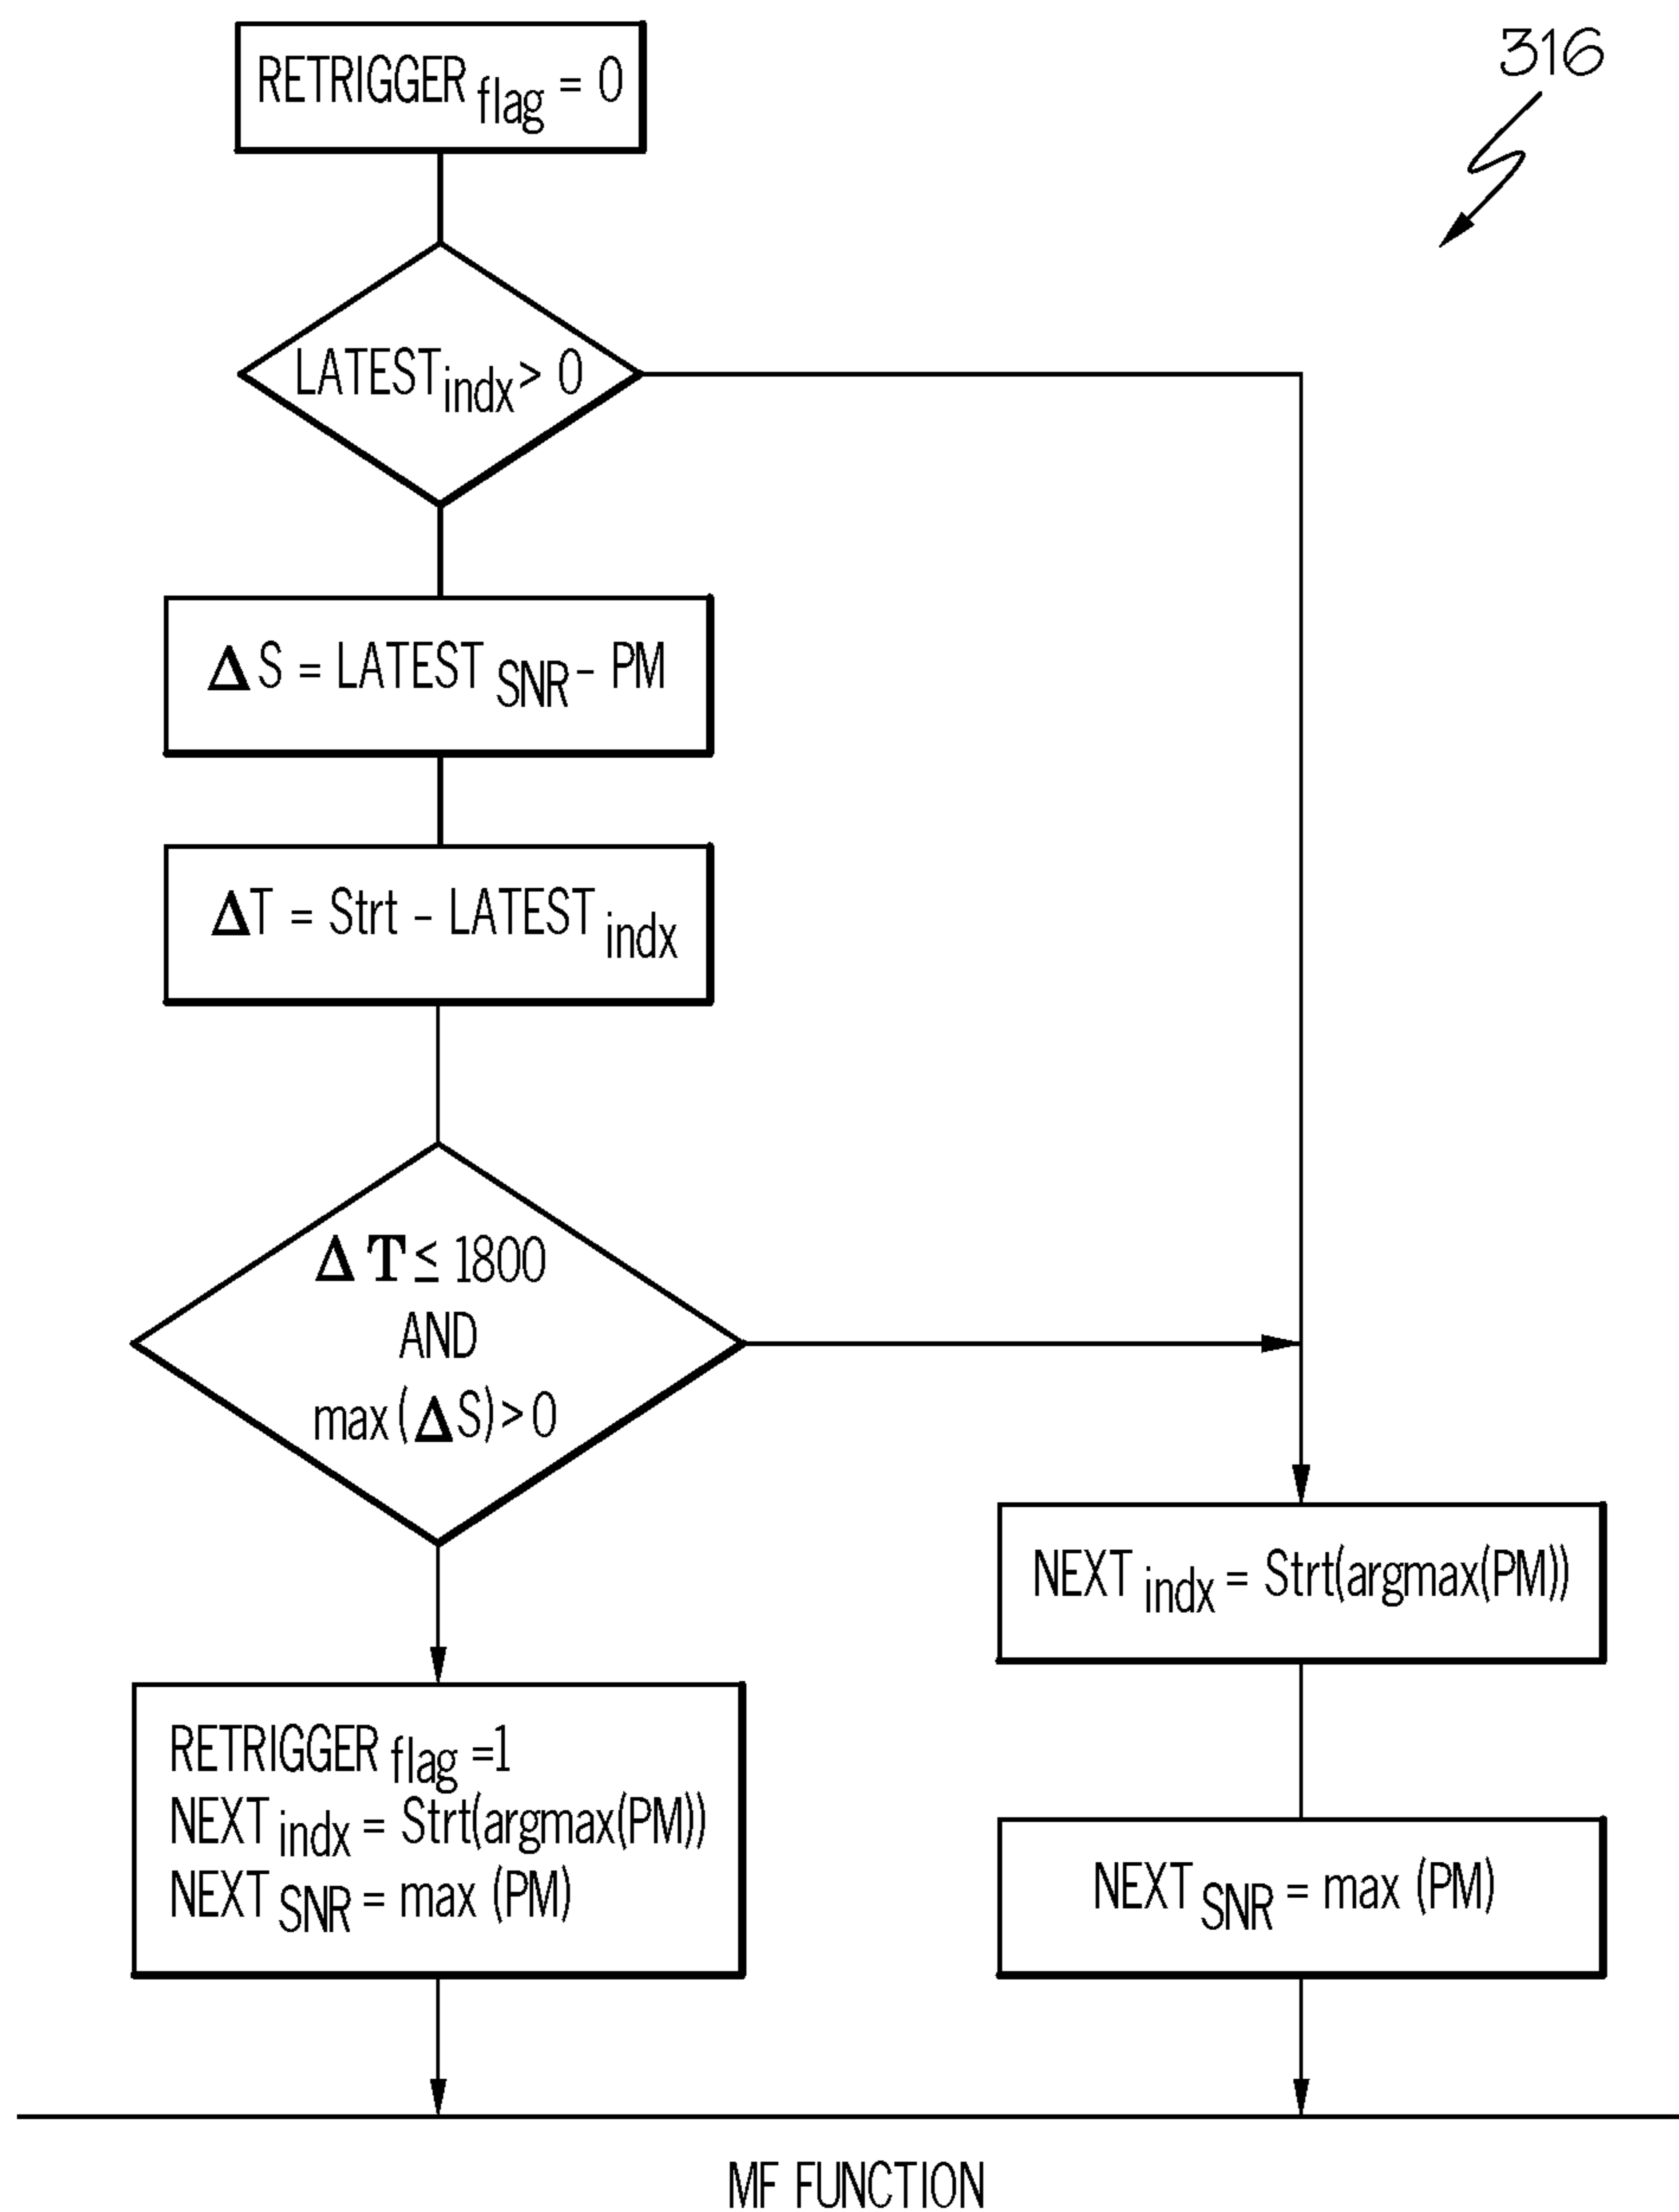 RETRIGGER flag = 0
316
LATEST indx > 0
Δ S = LATEST SNR - PM
ΔT = Strt - LATEST indx
Δ T ≤ 1800
AND
max(ΔS)>0
NEXT indx = Strt(argmax(PM))
RETRIGGER flag =1
NEXT indx = Strt(argmax(PM))
NEXT SNR = max (PM)
NEXT SNR = max (PM)
MF FUNCTION